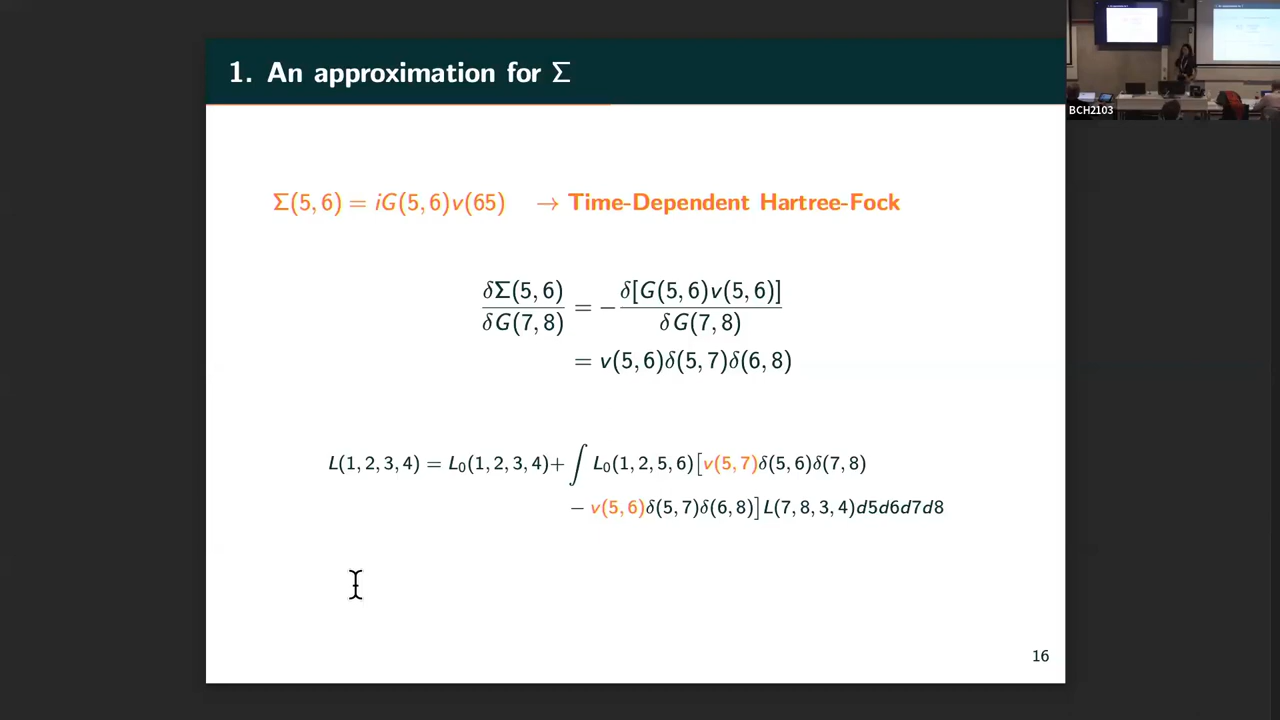 1. An approximation for Σ
Σ(5, 6) = iG(5, 6)v(65) → Time-Dependent Hartree-Fock
δΣ(5, 6)/δG(7, 8) = − δ[G(5, 6)v(5, 6)]/δG(7, 8)
= v(5, 6)δ(5, 7)δ(6, 8)
L(1, 2, 3, 4) = L₀(1, 2, 3, 4)+ ∫ L₀(1, 2, 5, 6)[v(5, 7)δ(5, 6)δ(7, 8)
− v(5, 6)δ(5, 7)δ(6, 8)]L(7, 8, 3, 4)d5d6d7d8
16
BCH2103